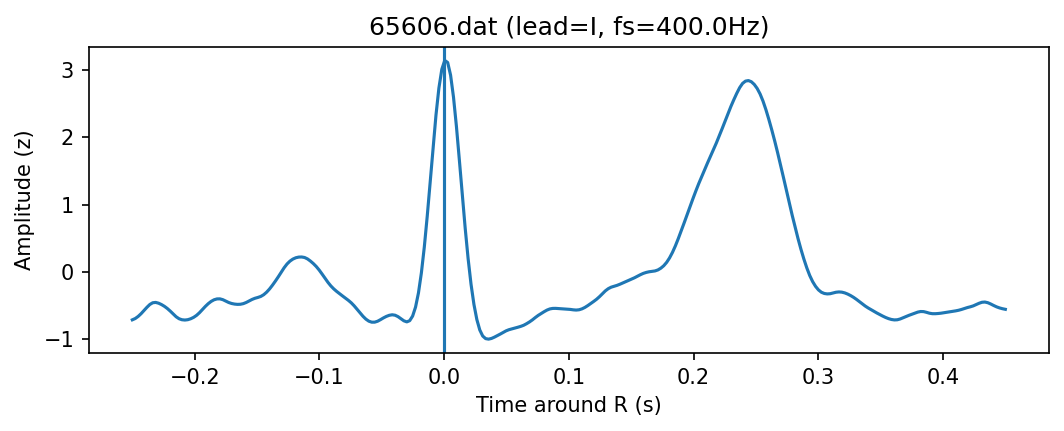 65606.dat (lead=I, fs=400.0Hz)
3
2
1
0
−1
Amplitude (z)
−0.2 −0.1 0.0 0.1 0.2 0.3 0.4
Time around R (s)